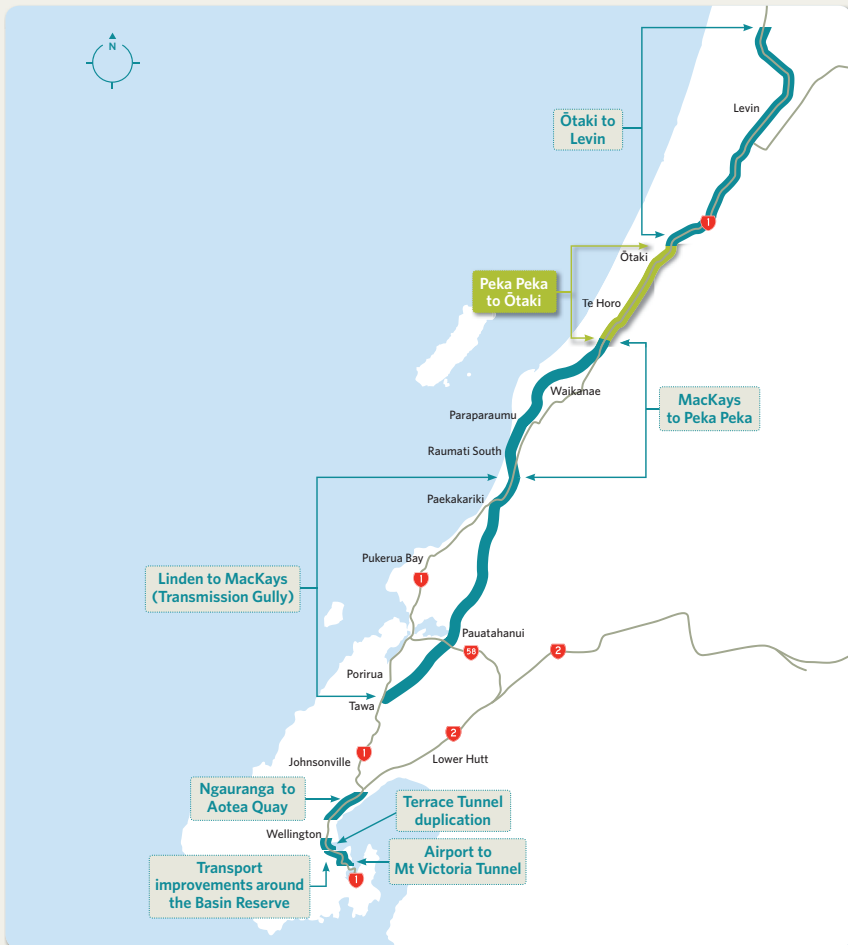 N
Levin
Ōtaki to
Levin
1
Ōtaki
Peka Peka
to Ōtaki
Te Horo
Waikanae
MacKays
to Peka Peka
Paraparaumu
Raumati South
Paekakariki
Pukerua Bay
1
Linden to MacKays
(Transmission Gully)
Pauatahanui
58
2
Porirua
Tawa
2
1
Johnsonville
Lower Hutt
Ngauranga to
Aotea Quay
Terrace Tunnel
duplication
Wellington
Airport to
Mt Victoria Tunnel
Transport
improvements around
the Basin Reserve
1